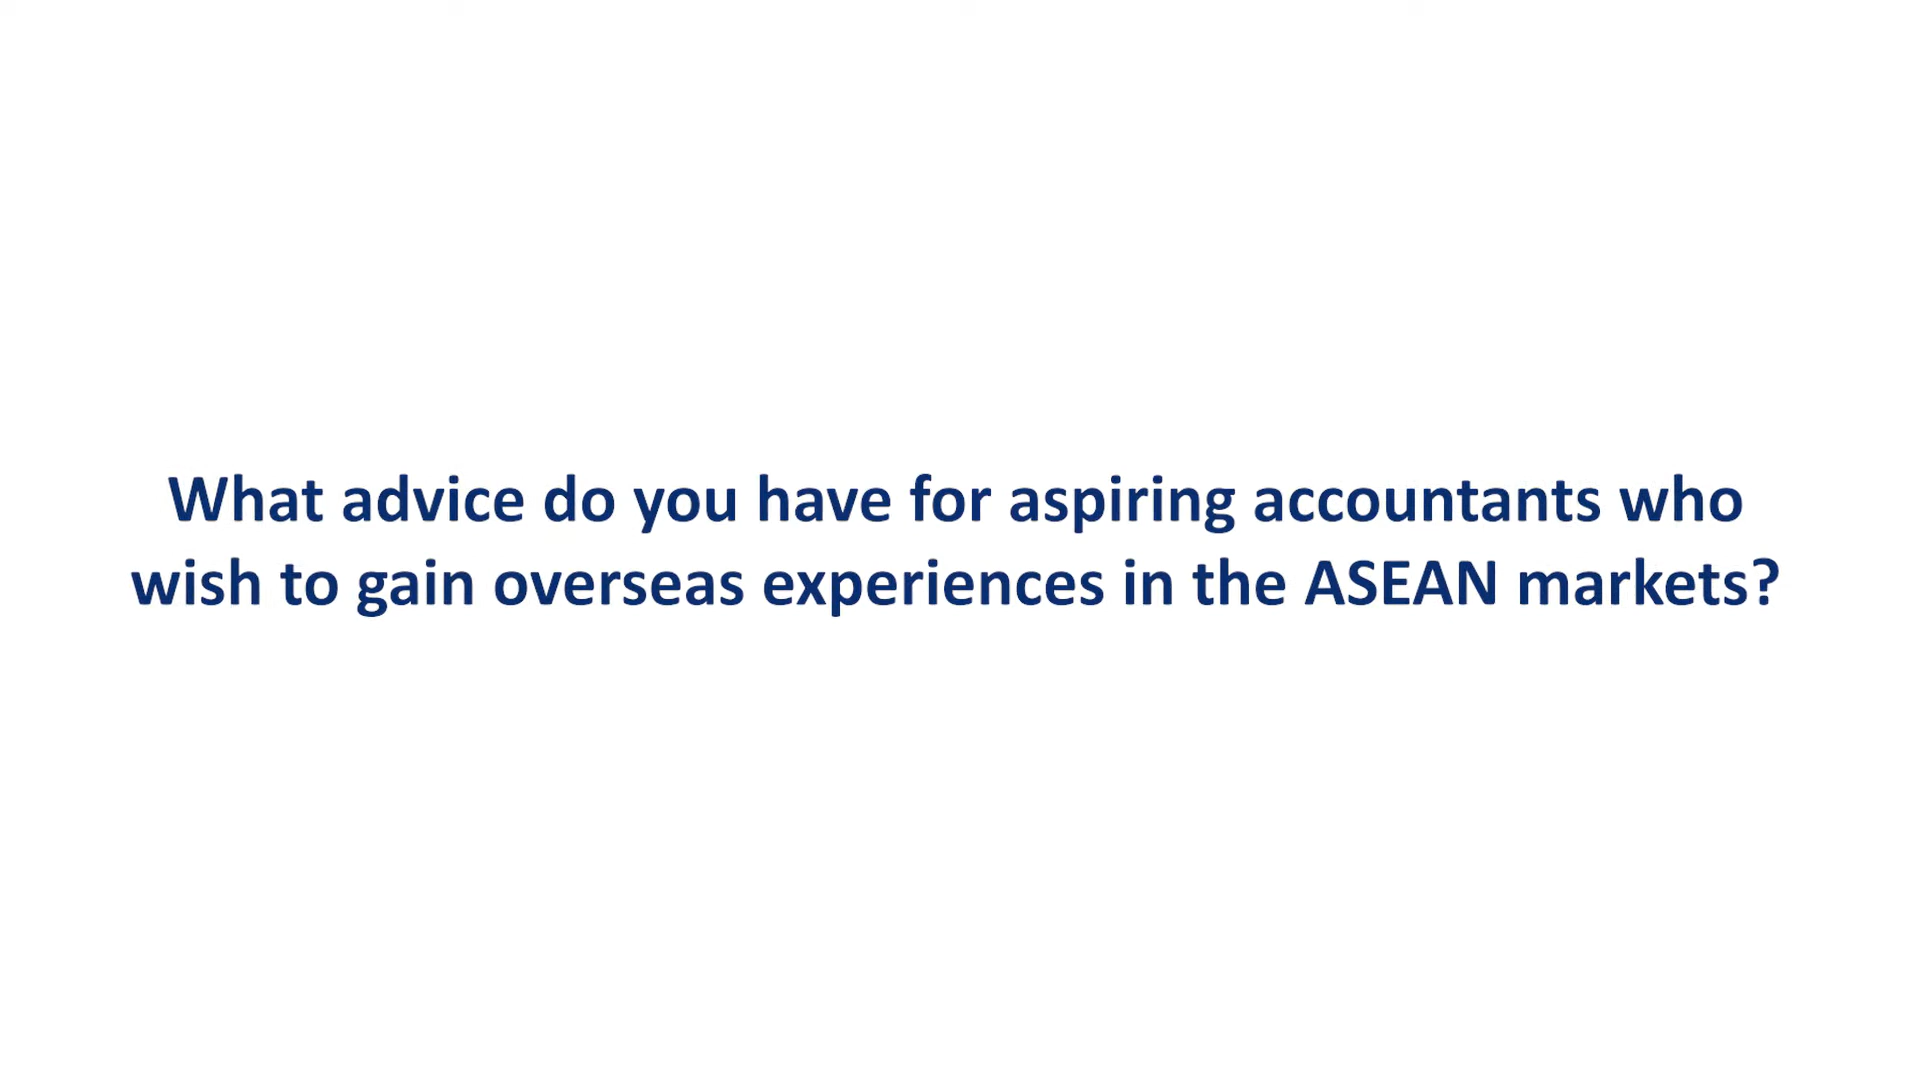 What advice do you have for aspiring accountants who
wish to gain overseas experiences in the ASEAN markets?